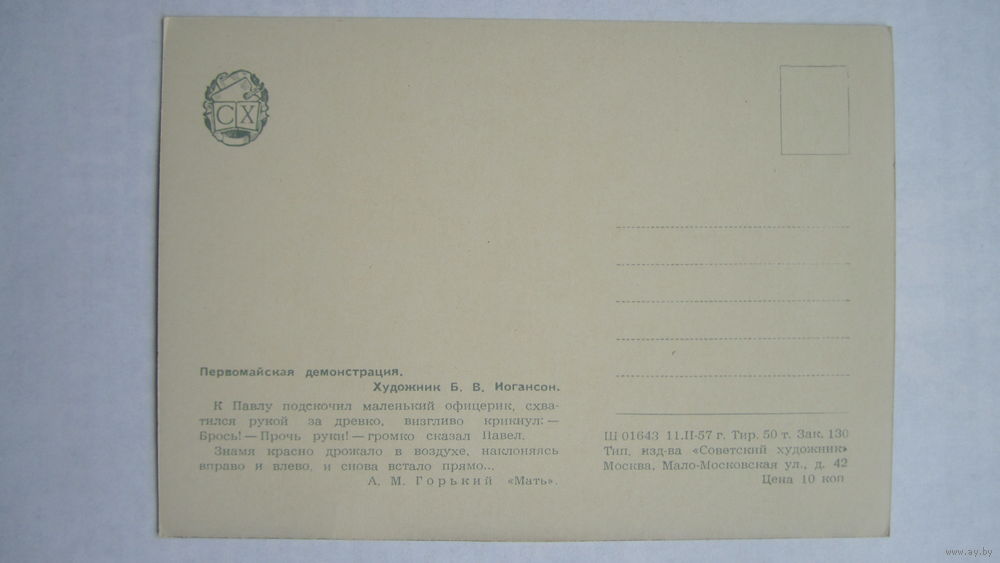 СХ
Первомайская демонстрация.
Художник Б. В. Иогансон.
К Павлу подскочил маленький офицерик, схва-
тился рукой за древко, визгливо крикнул: —
Брось! — Прочь руки! — громко сказал Павел.
Знамя красно дрожало в воздухе, наклоняясь
вправо и влево, и снова встало прямо...
А. М. Горький «Мать».
Ш 01643 11.II-57 г. Тир. 50 т. Зак. 130
Тип. изд-ва «Советский художник»
Москва, Мало-Московская ул., д. 42
Цена 10 коп
www.ay.by